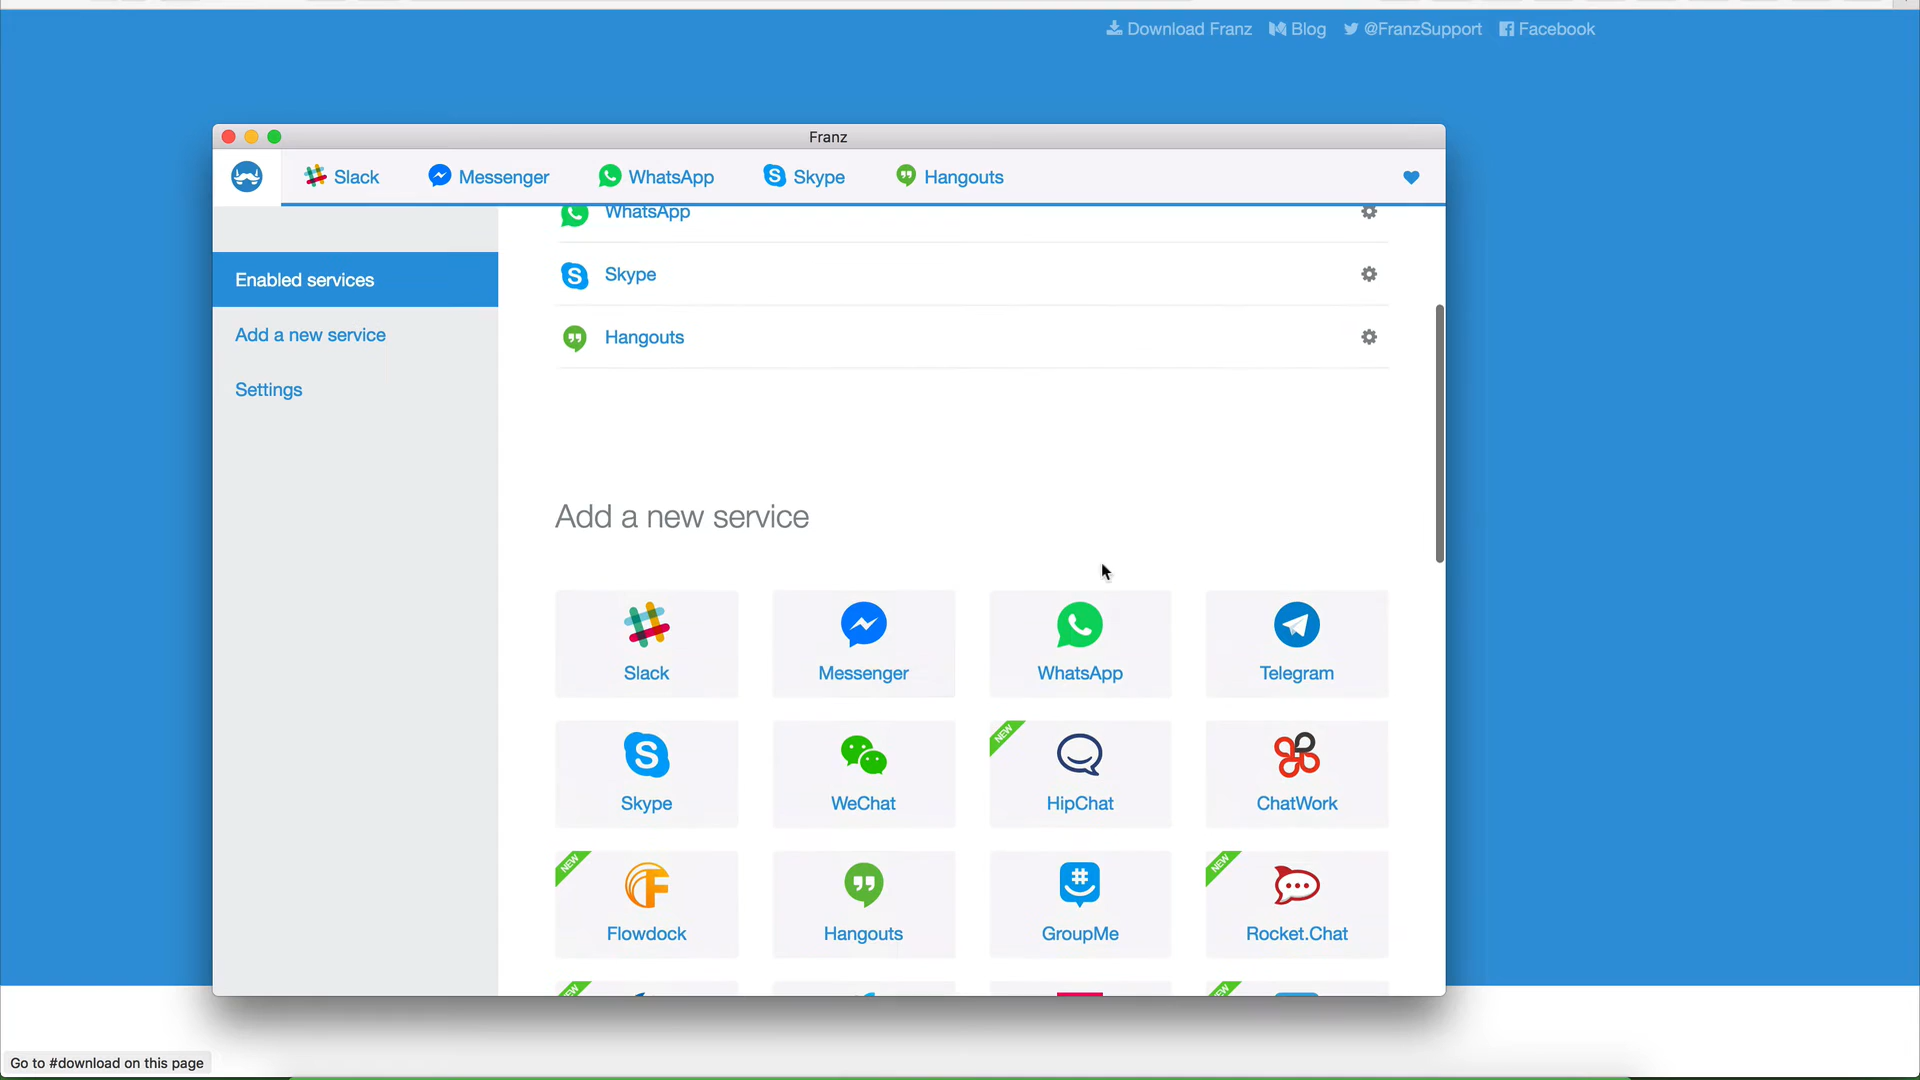 Download Franz Blog @FranzSupport Facebook
Franz
Slack Messenger WhatsApp Skype Hangouts
WhatsApp
Enabled services
Add a new service
Settings
Skype
Hangouts
Add a new service
Slack Messenger WhatsApp Telegram
NEW
Skype WeChat HipChat ChatWork
NEW NEW
Flowdock Hangouts GroupMe Rocket.Chat
NEW NEW
Go to #download on this page